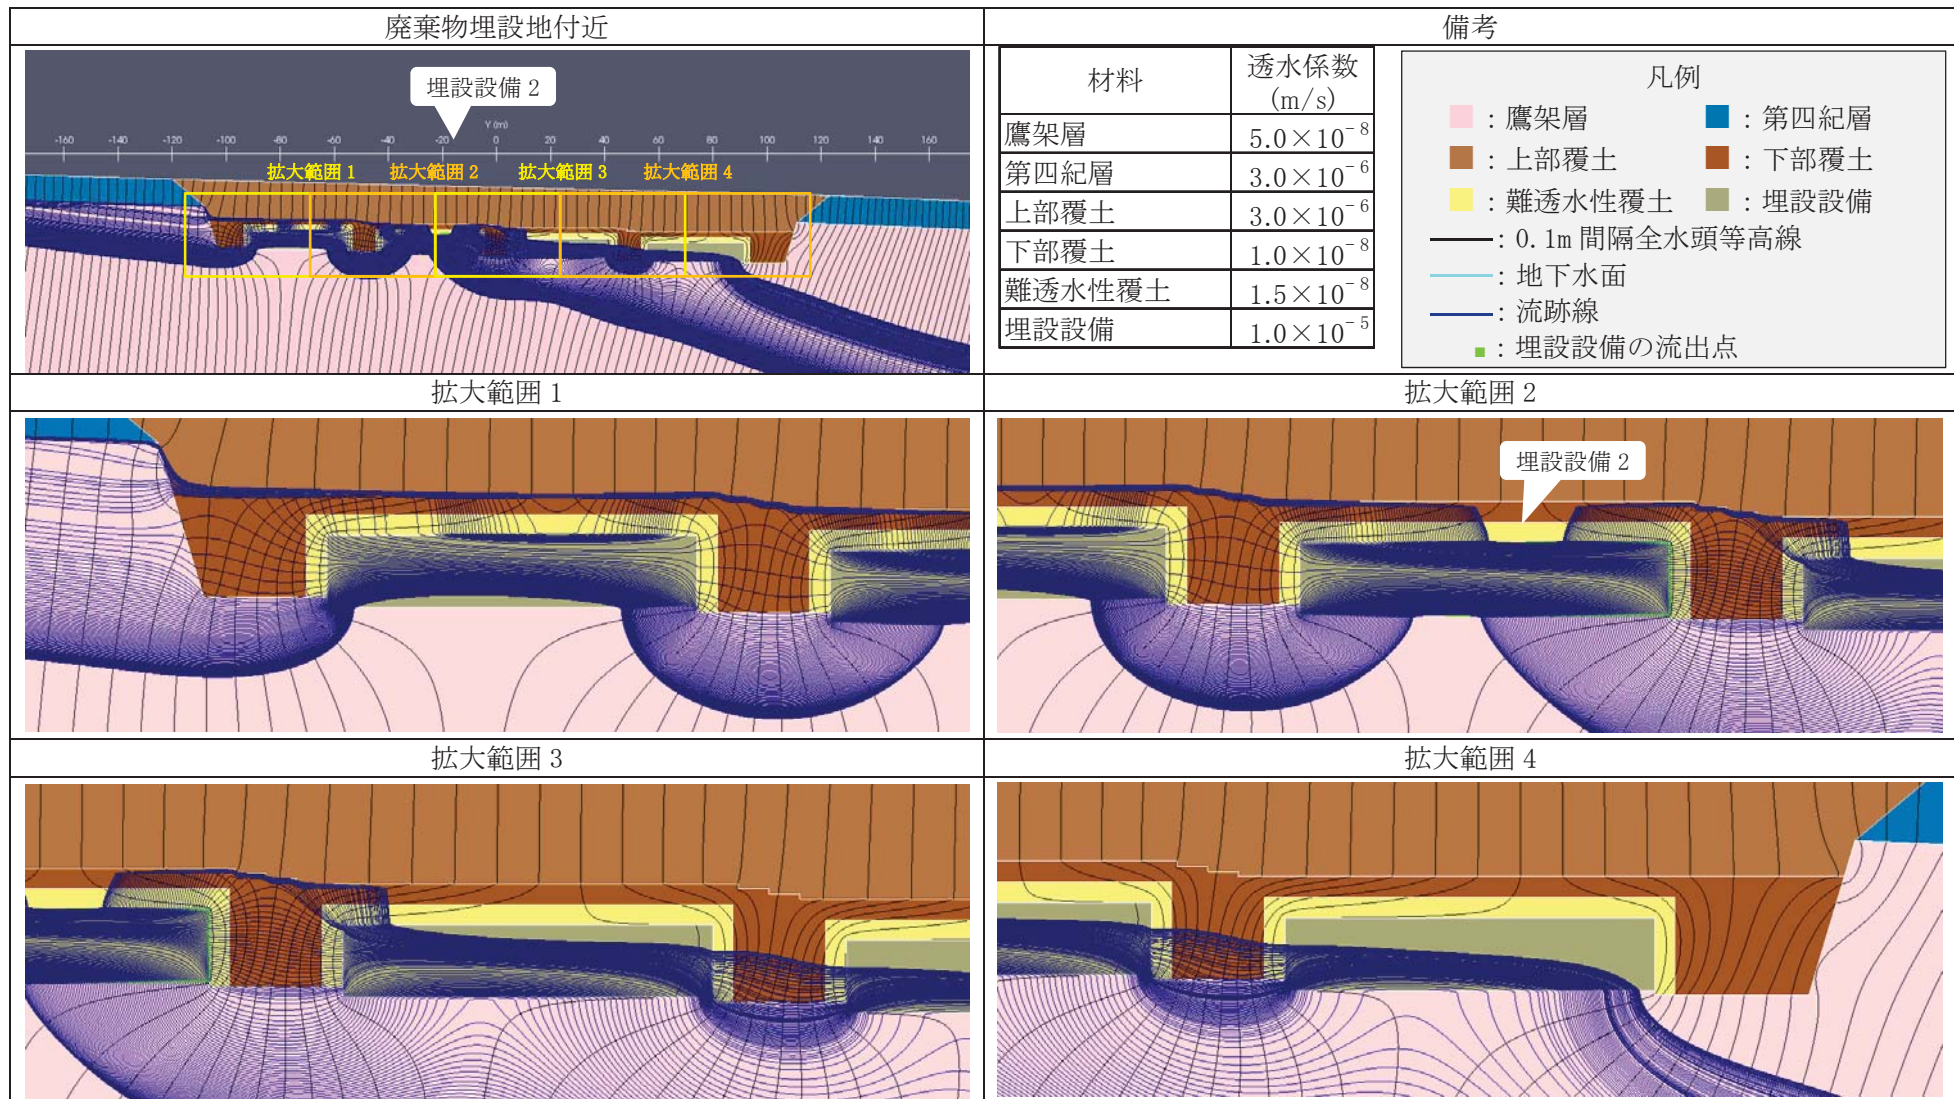 廃棄物埋設地付近
備考
埋設設備 2
Y (m)
-160 -140 -120 -100 -80 -60 -40 -20 0 20 40 60 80 100 120 140 160
拡大範囲 1 拡大範囲 2 拡大範囲 3 拡大範囲 4
材料 透水係数 (m/s)
鷹架層 5.0×10⁻⁸
第四紀層 3.0×10⁻⁶
上部覆土 3.0×10⁻⁶
下部覆土 1.0×10⁻⁸
難透水性覆土 1.5×10⁻⁸
埋設設備 1.0×10⁻⁵
凡例
：鷹架層 ：第四紀層
：上部覆土 ：下部覆土
：難透水性覆土 ：埋設設備
：0.1m 間隔全水頭等高線
：地下水面
：流跡線
：埋設設備の流出点
拡大範囲 1
拡大範囲 2
埋設設備 2
拡大範囲 3
拡大範囲 4